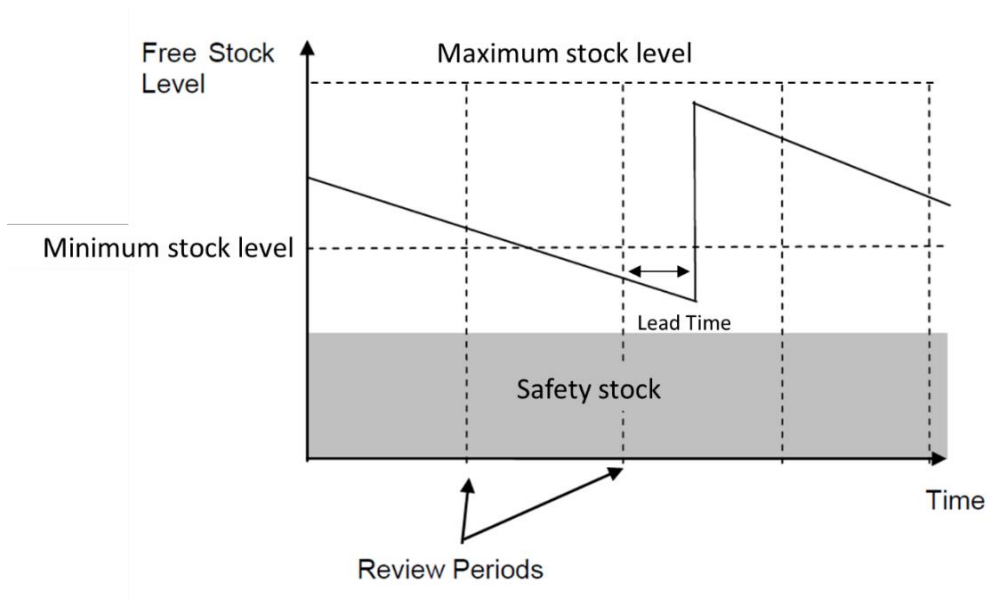 Free Stock
Level
Maximum stock level
Minimum stock level
Lead Time
Safety stock
Time
Review Periods